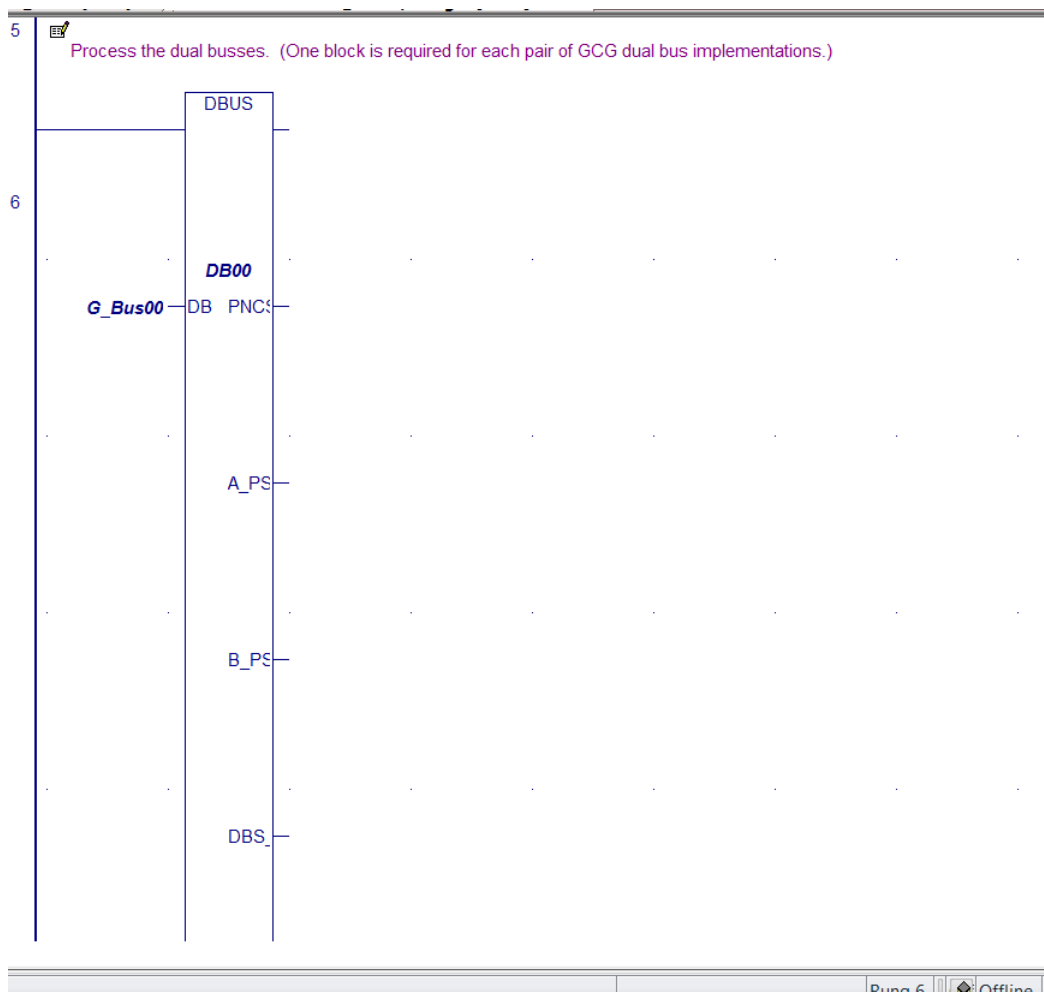 5
Process the dual busses. (One block is required for each pair of GCG dual bus implementations.)
DBUS
6
DB00
G_Bus00 DB PNCS
A_PS
B_PS
DBS_
Rung 6 Offline